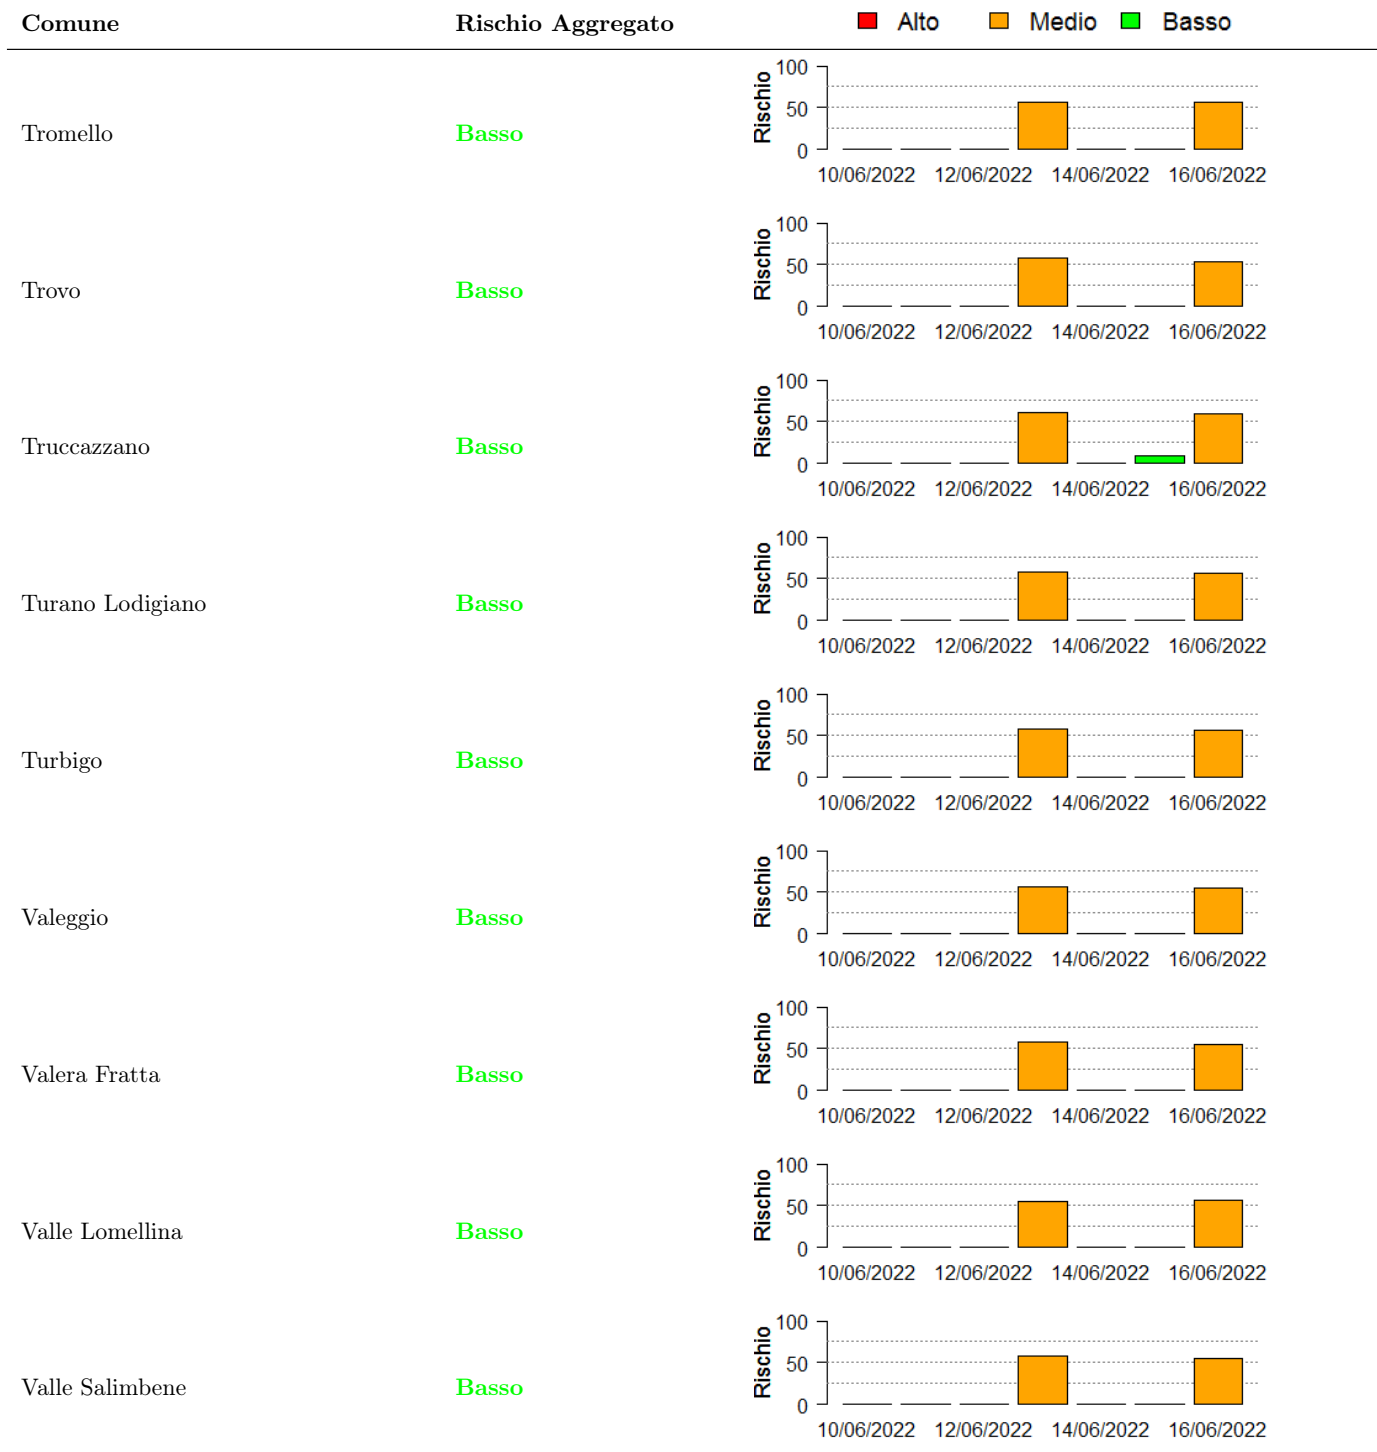 Comune Rischio Aggregato Alto Medio Basso
100
50
0
Rischio
Tromello Basso
10/06/2022 12/06/2022 14/06/2022 16/06/2022
100
50
0
Rischio
Trovo Basso
10/06/2022 12/06/2022 14/06/2022 16/06/2022
100
50
0
Rischio
Truccazzano Basso
10/06/2022 12/06/2022 14/06/2022 16/06/2022
100
50
0
Rischio
Turano Lodigiano Basso
10/06/2022 12/06/2022 14/06/2022 16/06/2022
100
50
0
Rischio
Turbigo Basso
10/06/2022 12/06/2022 14/06/2022 16/06/2022
100
50
0
Rischio
Valeggio Basso
10/06/2022 12/06/2022 14/06/2022 16/06/2022
100
50
0
Rischio
Valera Fratta Basso
10/06/2022 12/06/2022 14/06/2022 16/06/2022
100
50
0
Rischio
Valle Lomellina Basso
10/06/2022 12/06/2022 14/06/2022 16/06/2022
100
50
0
Rischio
Valle Salimbene Basso
10/06/2022 12/06/2022 14/06/2022 16/06/2022